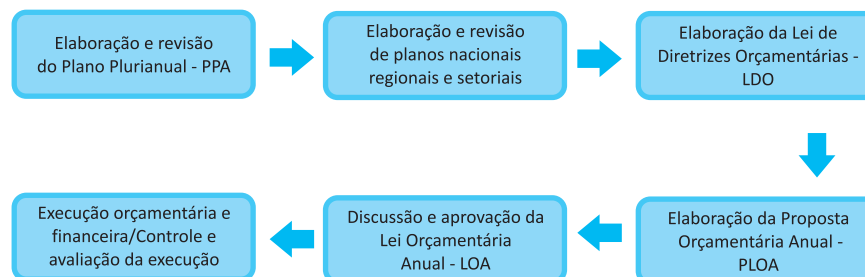 Elaboração e revisão
do Plano Plurianual - PPA
Elaboração e revisão
de planos nacionais
regionais e setoriais
Elaboração da Lei de
Diretrizes Orçamentárias -
LDO
Elaboração da Proposta
Orçamentária Anual -
PLOA
Discussão e aprovação da
Lei Orçamentária
Anual - LOA
Execução orçamentária e
financeira/Controle e
avaliação da execução